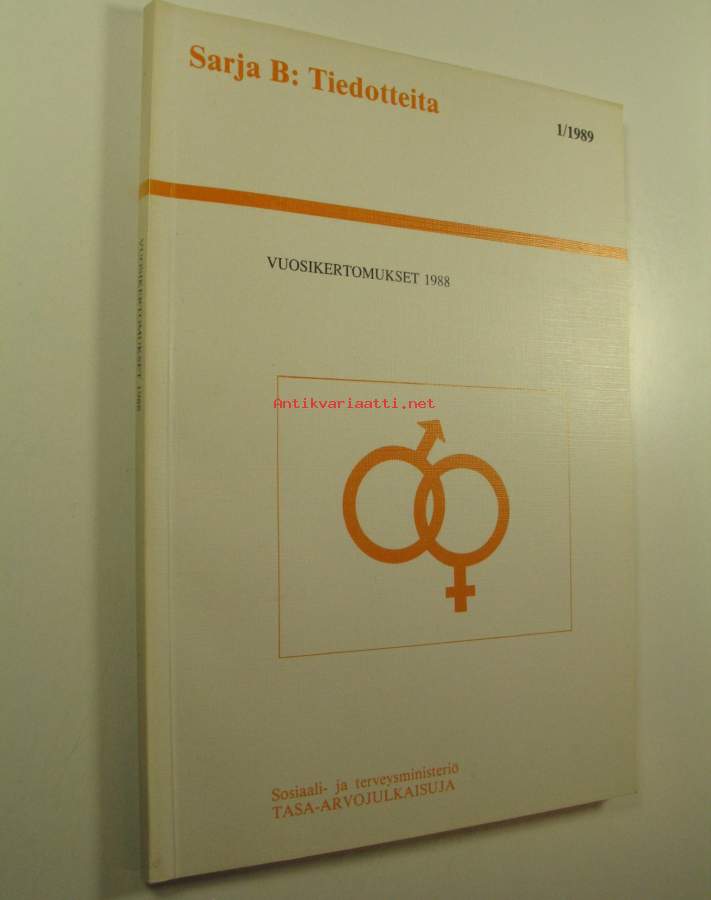 Sarja B: Tiedotteita
1/1989
VUOSIKERTOMUKSET 1988
VUOSIKERTOMUKSET 1988
Antikvariaatti.net
Sosiaali- ja terveysministeriö
TASA-ARVOJULKAISUJA